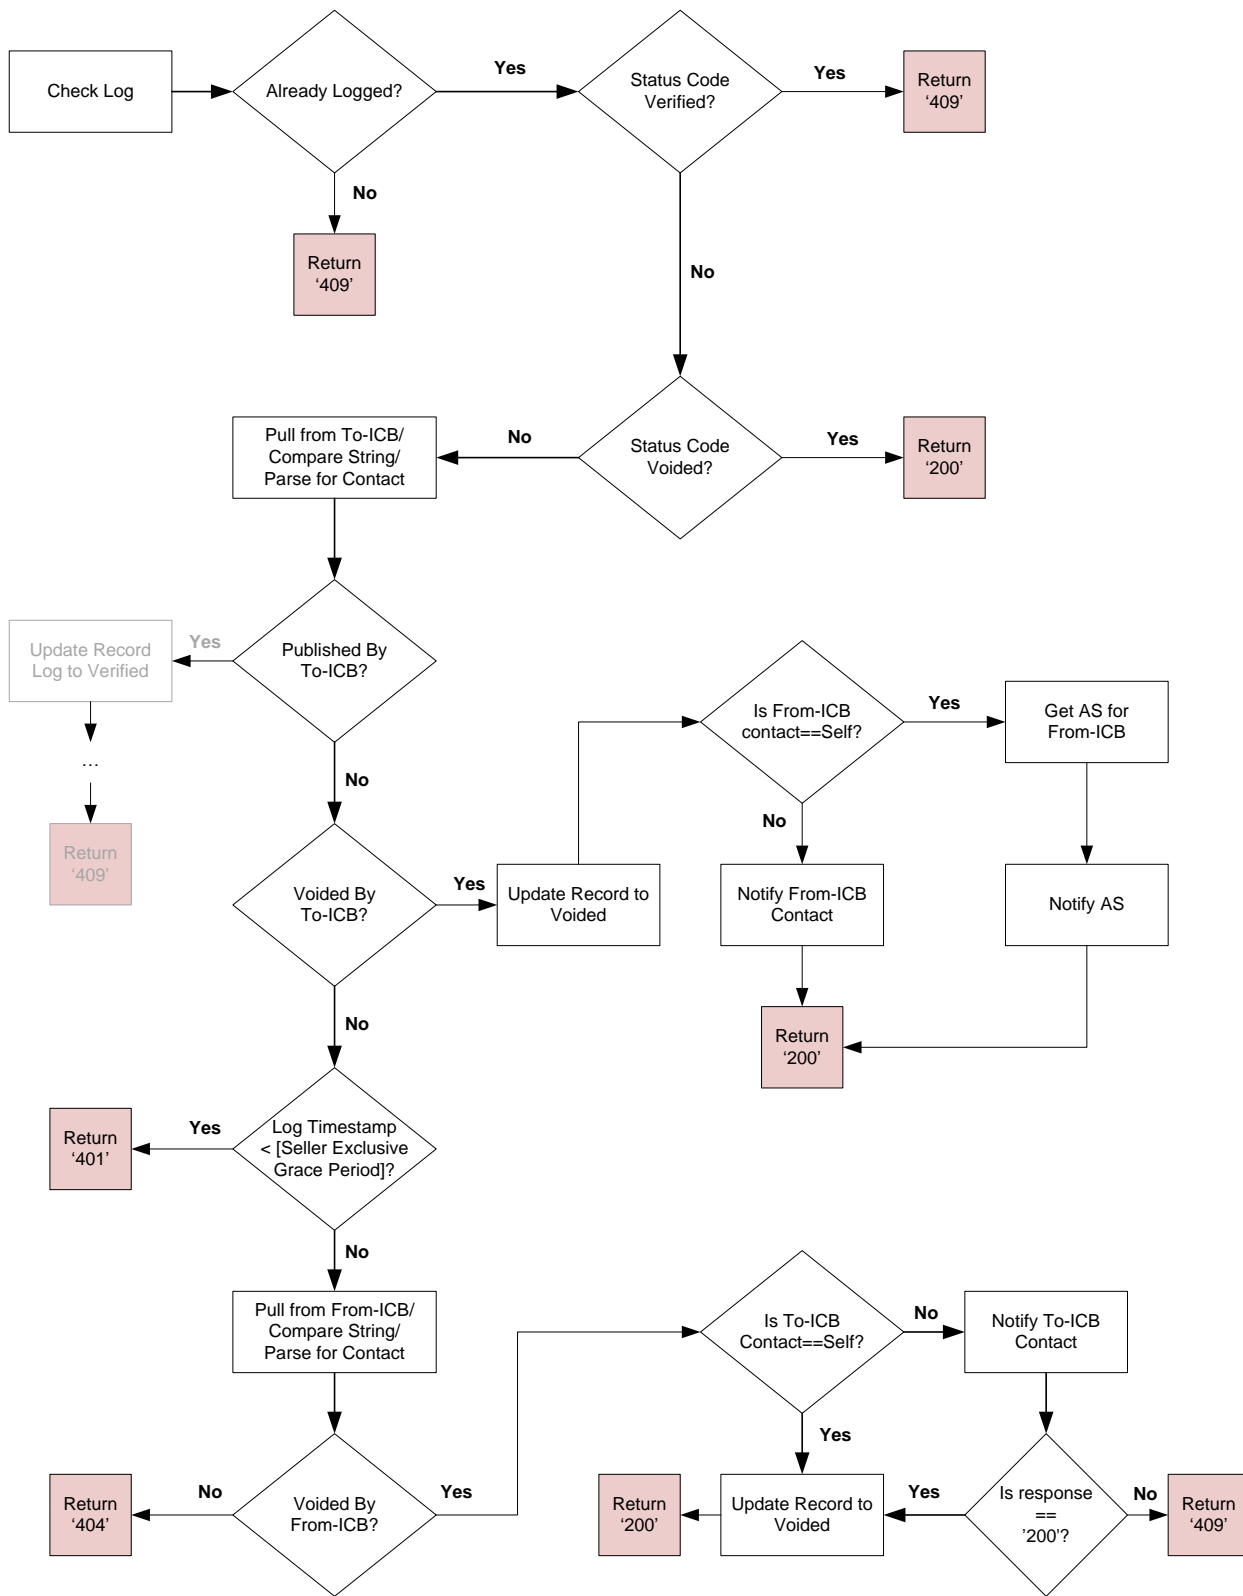 Check Log
Already Logged?
Yes
Status Code
Verified?
Yes
Return
‘409’
No
Return
‘409’
No
Pull from To-ICB/
Compare String/
Parse for Contact
No
Status Code
Voided?
Yes
Return
‘200’
Update Record
Log to Verified
Yes
Published By
To-ICB?
...
Return
‘409’
No
Is From-ICB
contact==Self?
Yes
Get AS for
From-ICB
No
Voided By
To-ICB?
Yes
Update Record to
Voided
Notify From-ICB
Contact
Notify AS
Return
‘200’
No
Return
‘401’
Yes
Log Timestamp
< [Seller Exclusive
Grace Period]?
No
Pull from From-ICB/
Compare String/
Parse for Contact
Is To-ICB
Contact==Self?
No
Notify To-ICB
Contact
Yes
Return
‘404’
No
Voided By
From-ICB?
Yes
Return
‘200’
Update Record to
Voided
Yes
Is response
==
'200'?
No
Return
‘409’